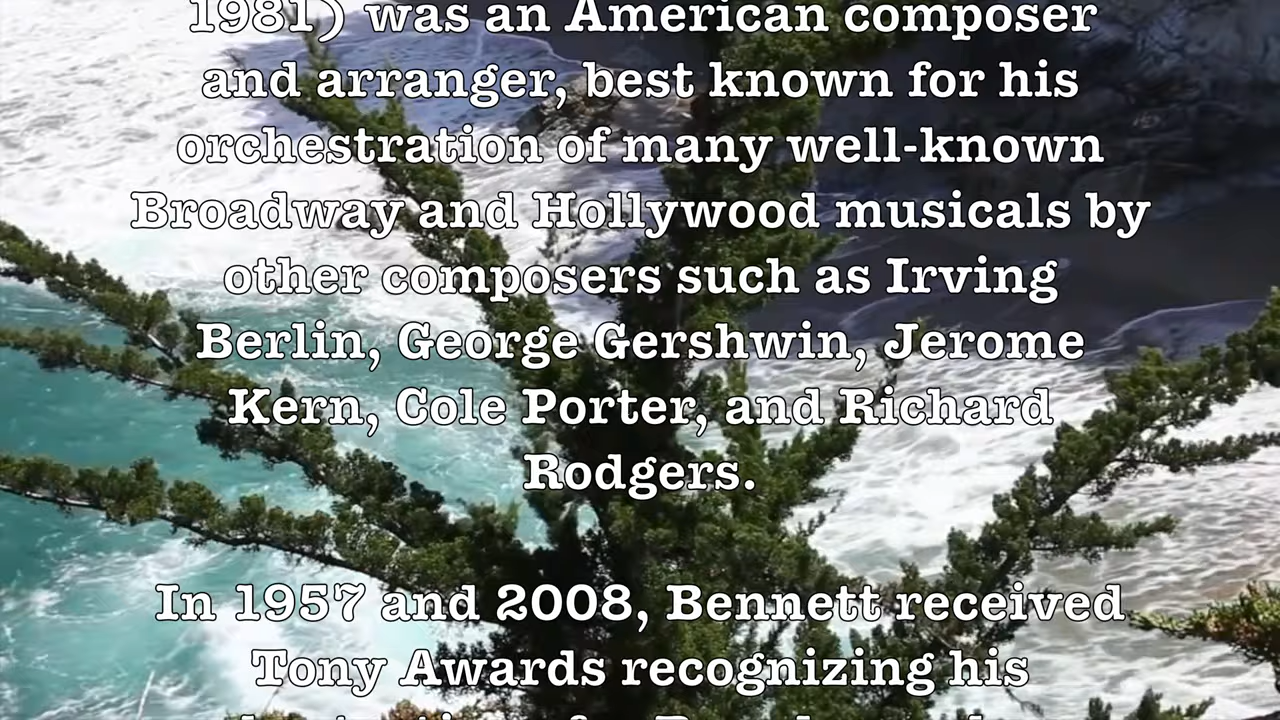 1981) was an American composer
and arranger, best known for his
orchestration of many well-known
Broadway and Hollywood musicals by
other composers such as Irving
Berlin, George Gershwin, Jerome
Kern, Cole Porter, and Richard
Rodgers.
In 1957 and 2008, Bennett received
Tony Awards recognizing his